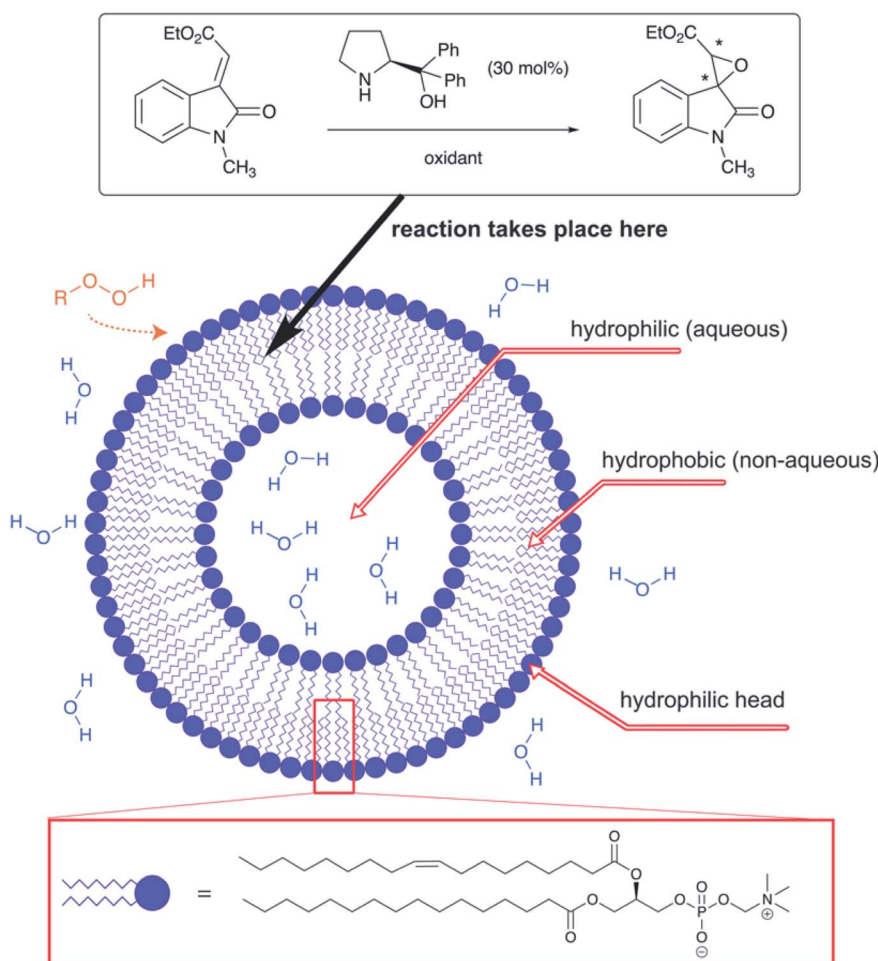 EtO2C
O
N
CH3
N
H
Ph
Ph
OH
(30 mol%)
oxidant
EtO2C
*
O
*
O
N
CH3
reaction takes place here
R O O H
H O H
hydrophilic (aqueous)
H O H
H O H
hydrophobic (non-aqueous)
H O H
H O H
H O H
H O H
H O H
hydrophilic head
H O H
H O H
=
O
O
O
O
O
O P O
O
⊖
N
⊕